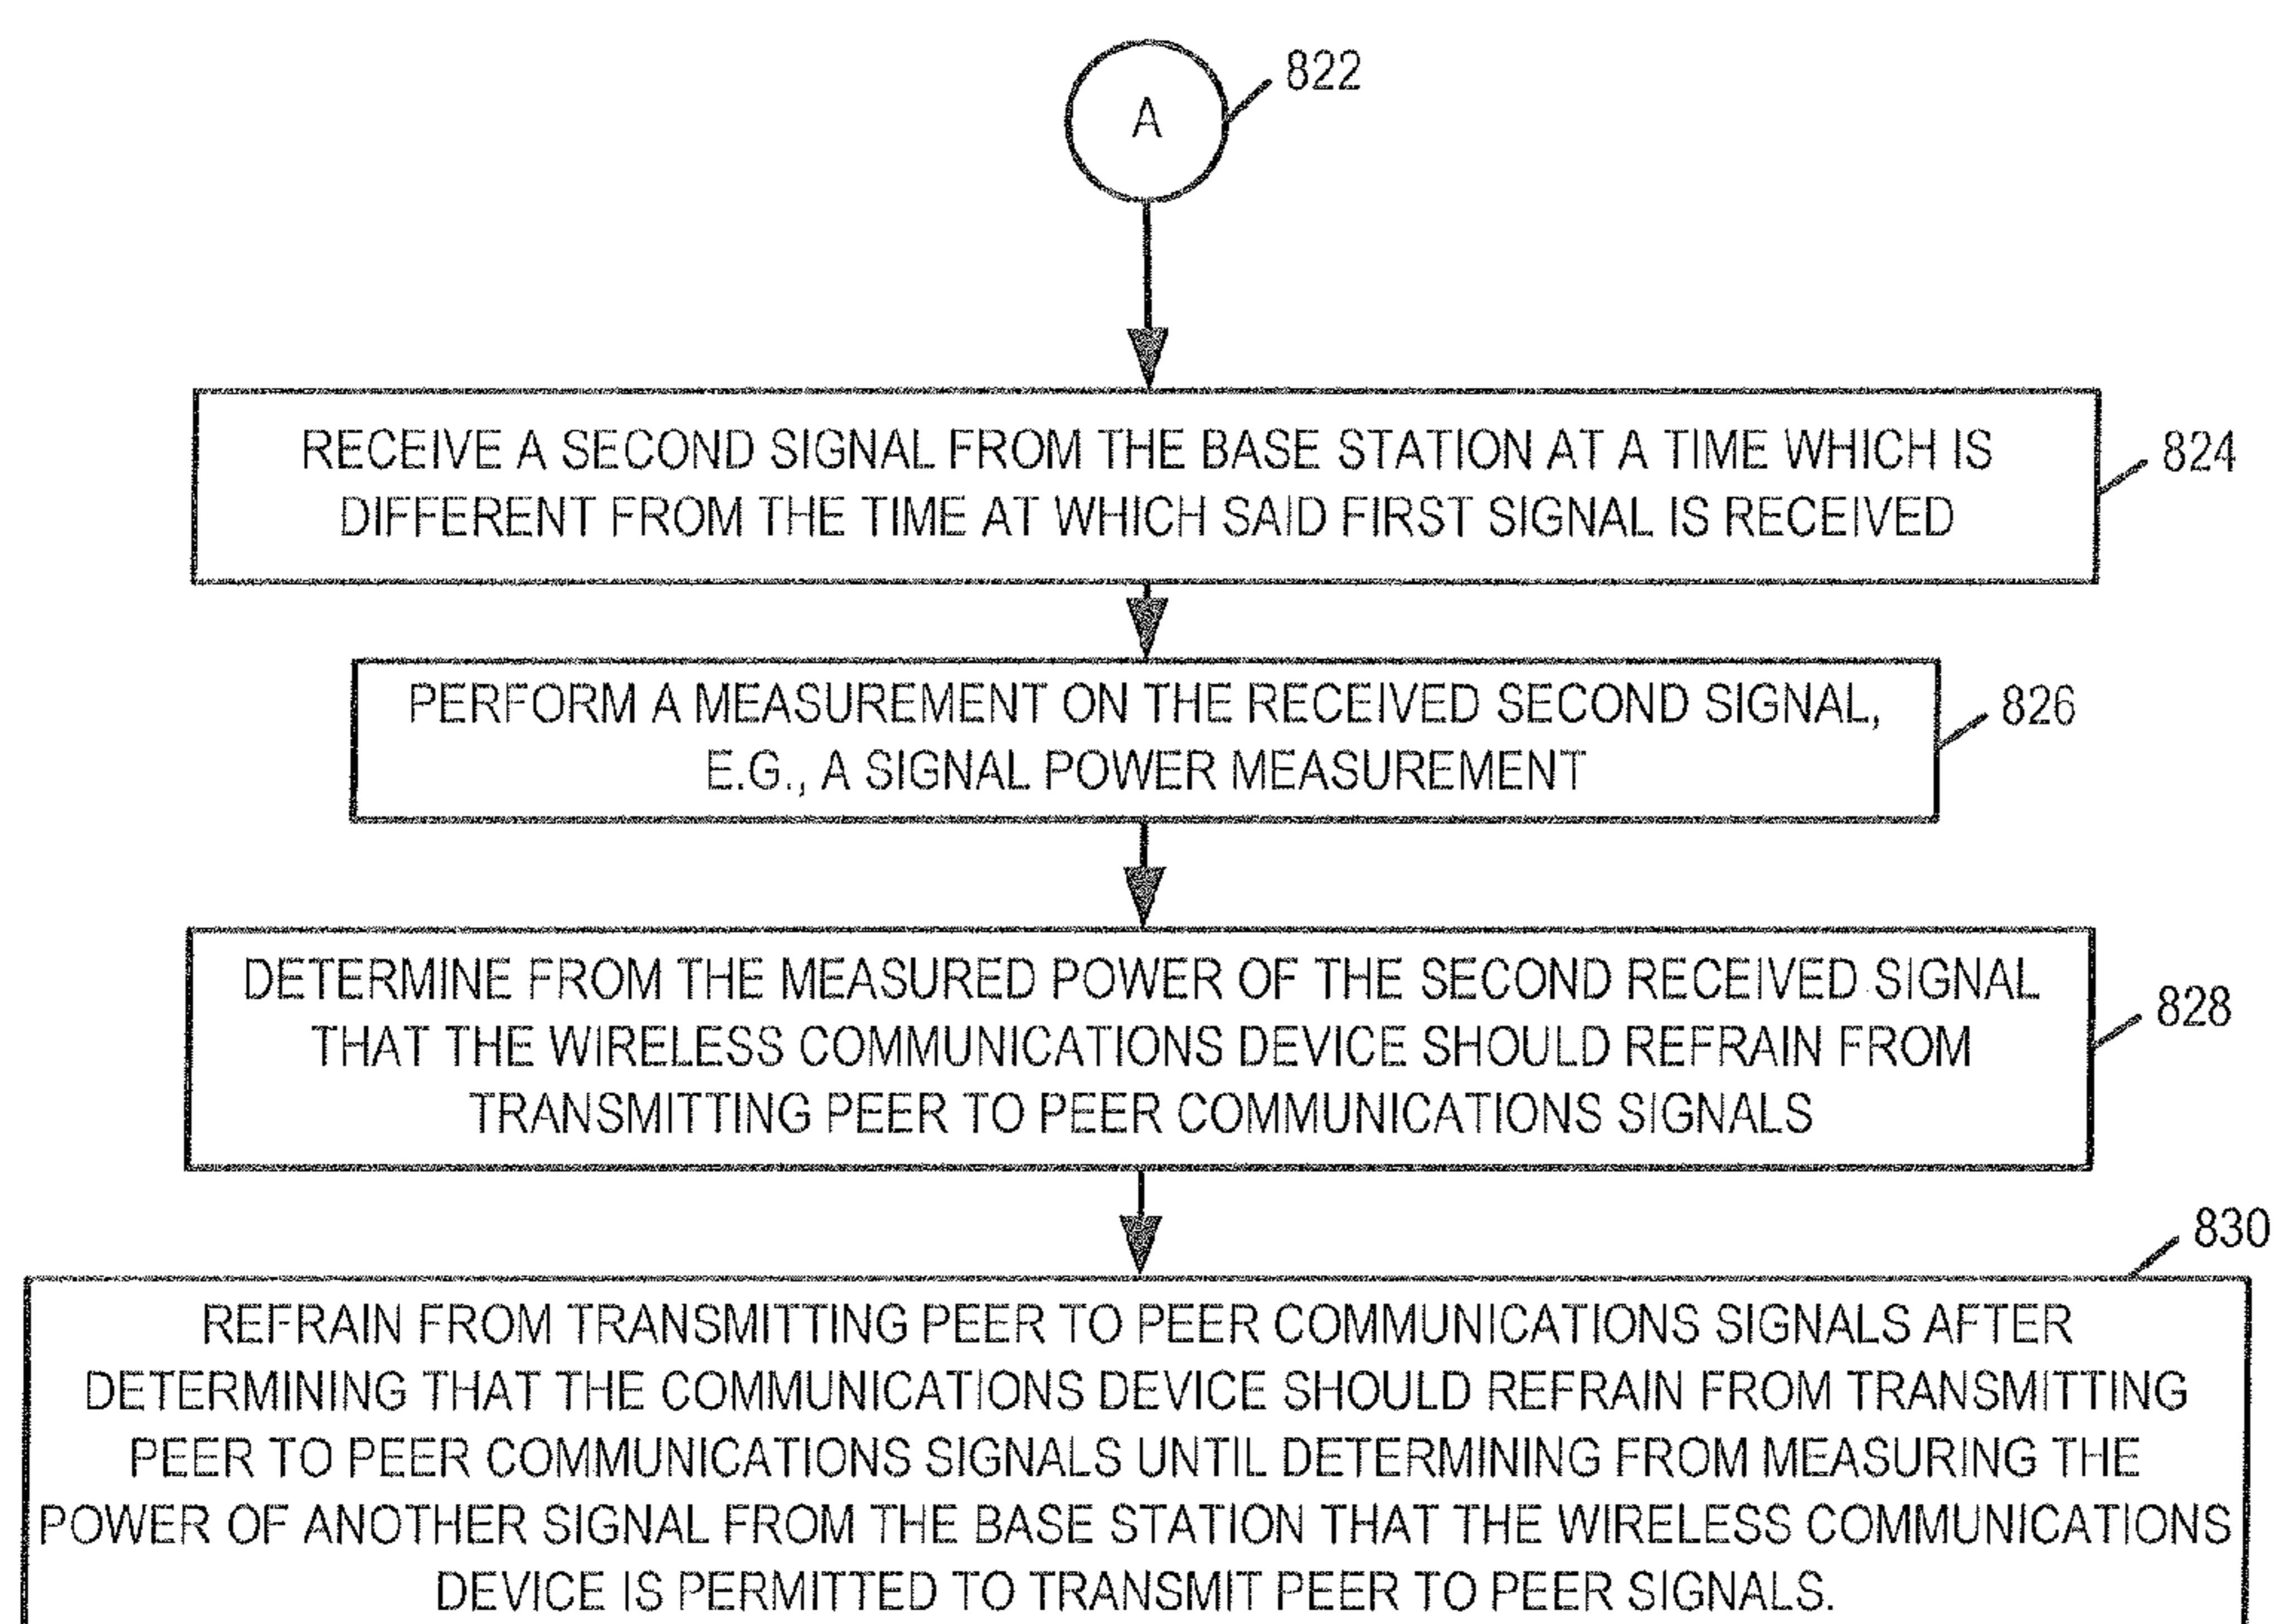 A
822
RECEIVE A SECOND SIGNAL FROM THE BASE STATION AT A TIME WHICH IS
DIFFERENT FROM THE TIME AT WHICH SAID FIRST SIGNAL IS RECEIVED
824
PERFORM A MEASUREMENT ON THE RECEIVED SECOND SIGNAL,
E.G., A SIGNAL POWER MEASUREMENT
826
DETERMINE FROM THE MEASURED POWER OF THE SECOND RECEIVED SIGNAL
THAT THE WIRELESS COMMUNICATIONS DEVICE SHOULD REFRAIN FROM
TRANSMITTING PEER TO PEER COMMUNICATIONS SIGNALS
828
830
REFRAIN FROM TRANSMITTING PEER TO PEER COMMUNICATIONS SIGNALS AFTER
DETERMINING THAT THE COMMUNICATIONS DEVICE SHOULD REFRAIN FROM TRANSMITTING
PEER TO PEER COMMUNICATIONS SIGNALS UNTIL DETERMINING FROM MEASURING THE
POWER OF ANOTHER SIGNAL FROM THE BASE STATION THAT THE WIRELESS COMMUNICATIONS
DEVICE IS PERMITTED TO TRANSMIT PEER TO PEER SIGNALS.